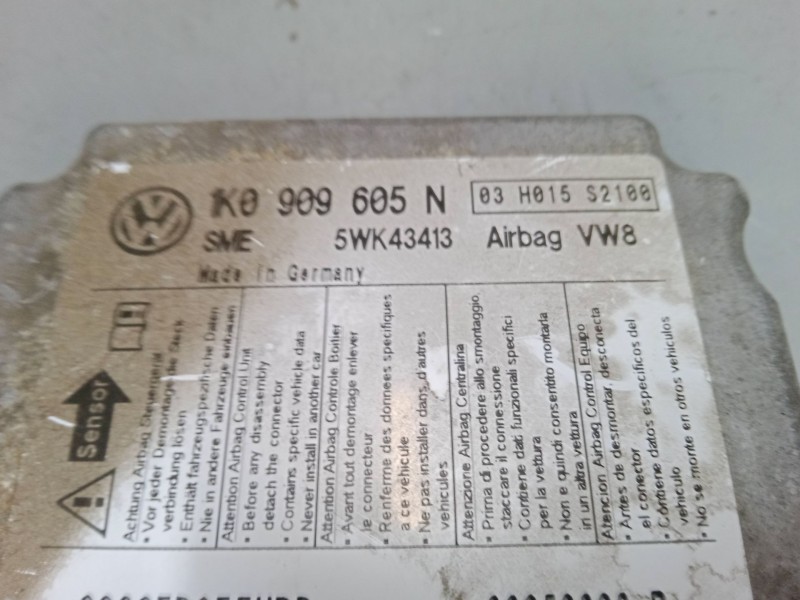 1K0 909 605 N
03 H015 S2100
SME 5WK43413 Airbag VW8
Made in Germany
Sensor
Achtung Airbag Steuergerät
• Vor jeder Demontage die Steck
verbindung lösen
• Enthält fahrzeugspezifische Daten
• Nie in andere Fahrzeuge einbauen
Attention Airbag Control Unit
• Before any disassembly
detach the connector
• Contains specific vehicle data
• Never install in another car
Attention Airbag Controle Boitier
• Avant tout demontage enlever
le connecteur
• Renferme des donnees specifiques
a ce véhicule
• Ne pas installer dans d'autres
vehicules
Attenzione Airbag Centralina
• Prima di procedere allo smontaggio
staccare il connessione
• Contiene dati funzionali specifici
per la vettura
• Non e quindi consentito montarla
in un altra vettura
Atencion Airbag Control Equipo
• Antes de desmontar, desconecta
el conector
• Contiene datos especificos del
vehiculo
• No se monte en otros vehiculos